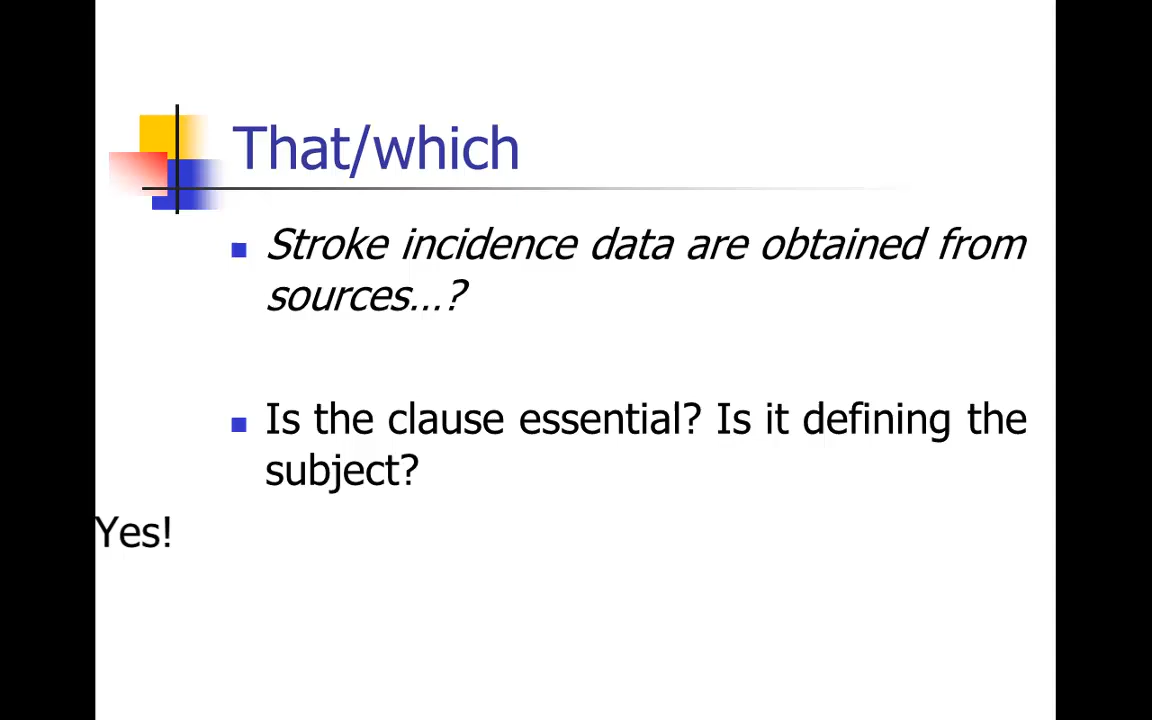 That/which
Stroke incidence data are obtained from
sources…?
Is the clause essential? Is it defining the
subject?
Yes!